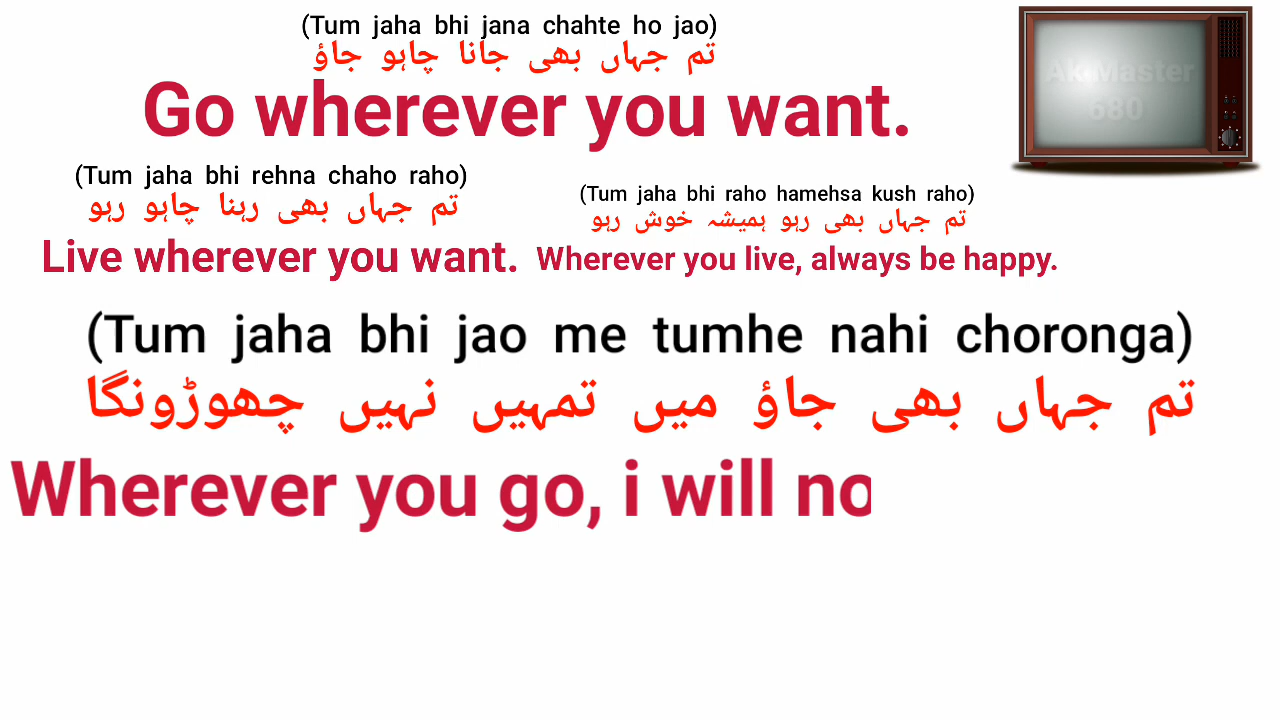 (Tum jaha bhi jana chahte ho jao)
تم جہاں بھی جانا چاہو جاؤ
Go wherever you want.
Ak Master
680
(Tum jaha bhi rehna chaho raho)
تم جہاں بھی رہنا چاہو رہو
Live wherever you want.
(Tum jaha bhi raho hamehsa kush raho)
تم جہاں بھی رہو ہمیشہ خوش رہو
Wherever you live, always be happy.
(Tum jaha bhi jao me tumhe nahi choronga)
تم جہاں بھی جاؤ میں تمہیں نہیں چھوڑونگا
Wherever you go, i will no